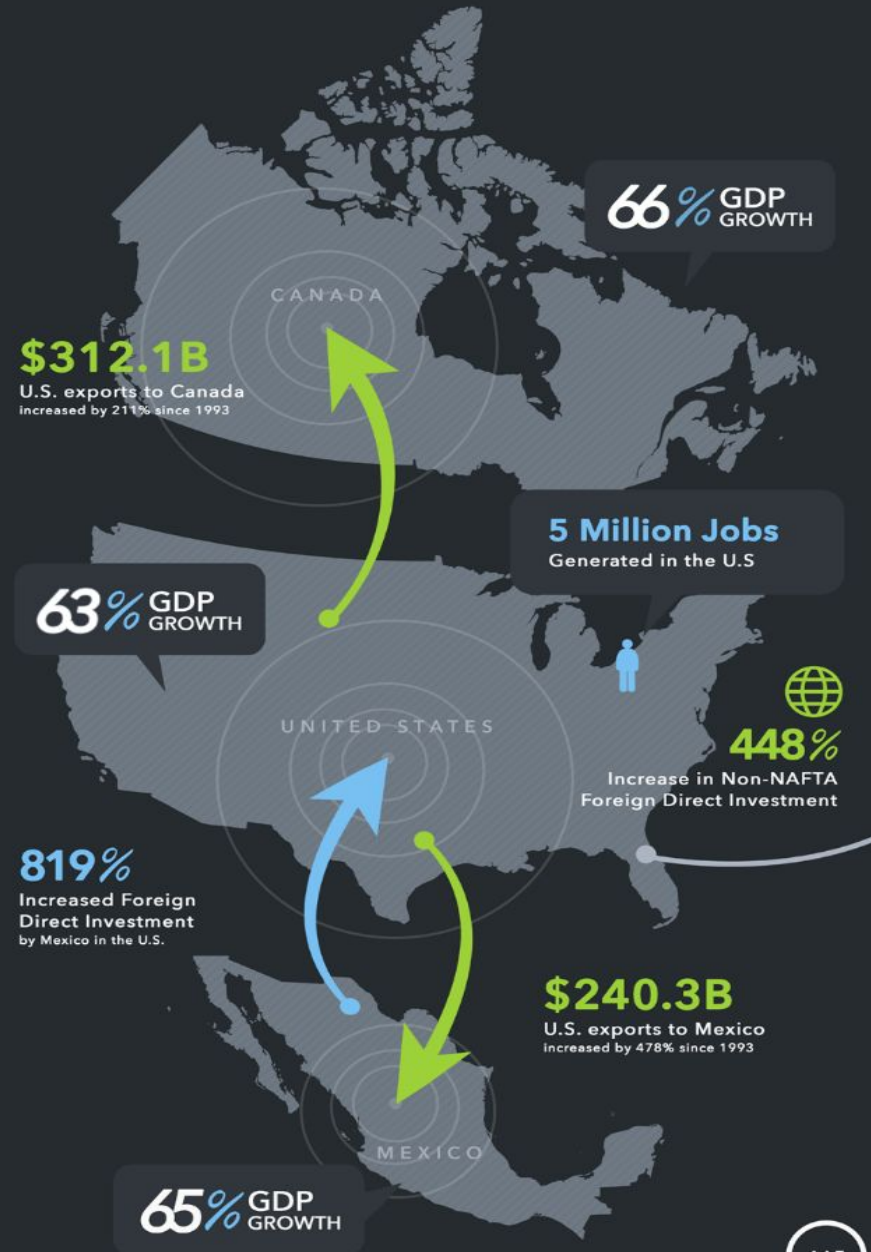 66% GDP
GROWTH
CANADA
$312.1B
U.S. exports to Canada
increased by 211% since 1993
5 Million Jobs
Generated in the U.S
63% GDP
GROWTH
UNITED STATES
448%
Increase in Non-NAFTA
Foreign Direct Investment
819%
Increased Foreign
Direct Investment
by Mexico in the U.S.
$240.3B
U.S. exports to Mexico
increased by 478% since 1993
MEXICO
65% GDP
GROWTH